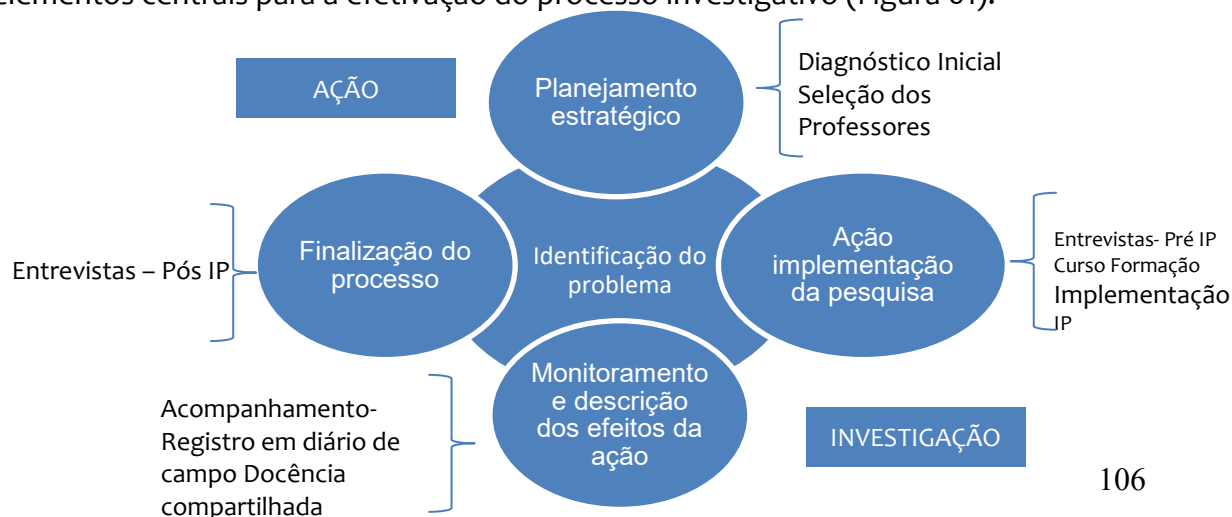 elementos centrais para a efetivação do processo investigativo (Figura 01).
AÇÃO
Planejamento
estratégico
Diagnóstico Inicial
Seleção dos
Professores
Entrevistas – Pós IP
Finalização do
processo
Identificação do
problema
Ação
implementação
da pesquisa
Entrevistas- Pré IP
Curso Formação
Implementação
IP
Acompanhamento-
Registro em diário de
campo Docência
compartilhada
Monitoramento
e descrição
dos efeitos da
ação
INVESTIGAÇÃO
106